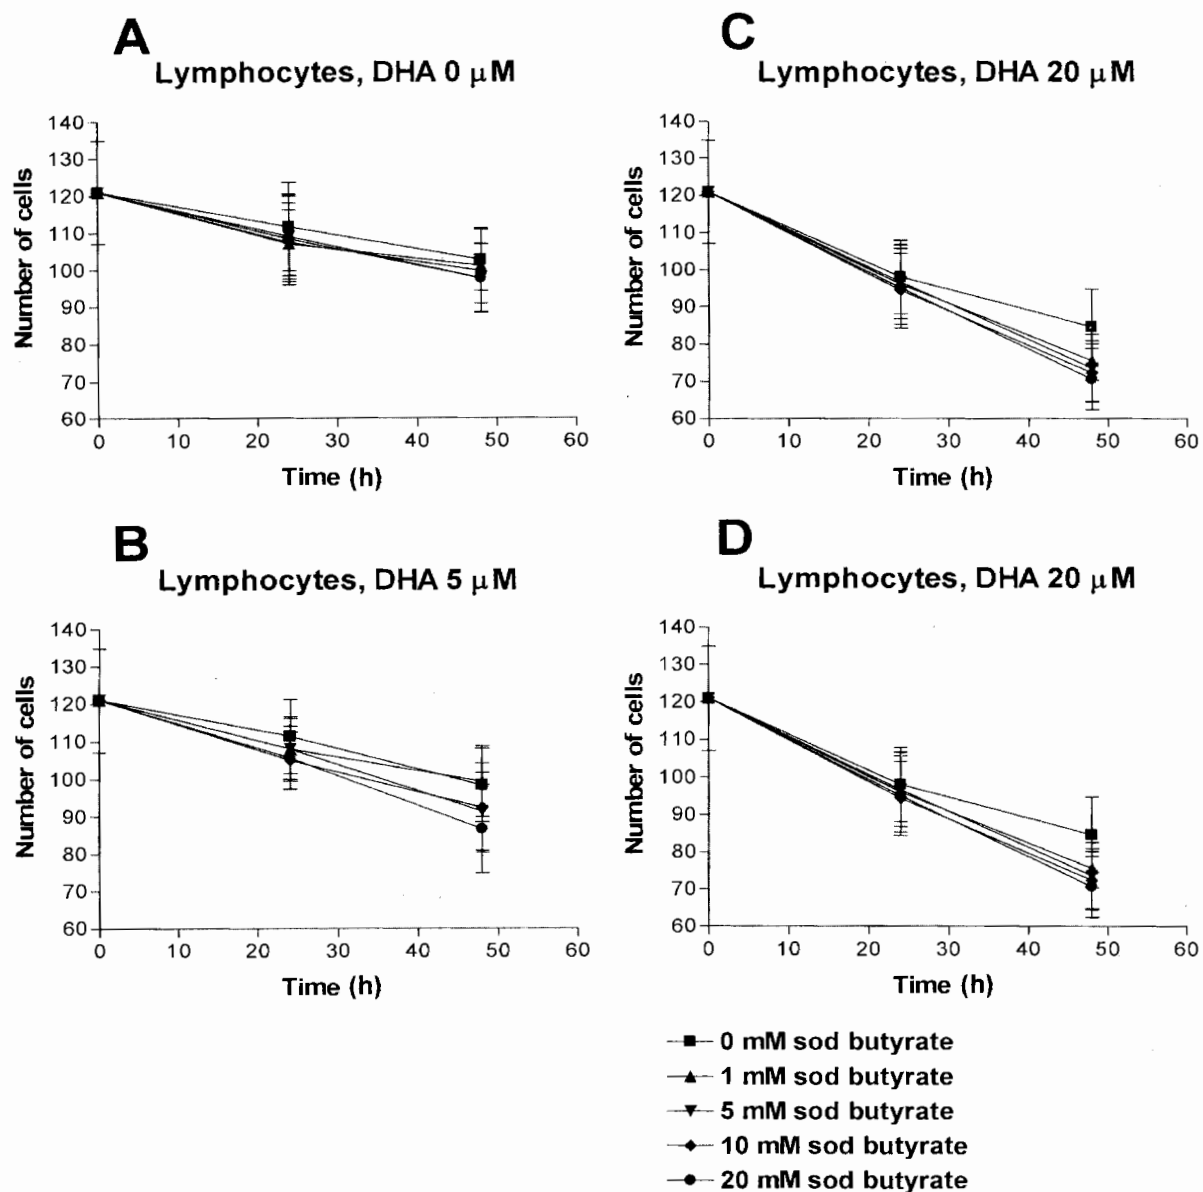 A
Lymphocytes, DHA 0 μM
Number of cells
140
130
120
110
100
90
80
70
60
0 10 20 30 40 50 60
Time (h)
C
Lymphocytes, DHA 20 μM
Number of cells
140
130
120
110
100
90
80
70
60
0 10 20 30 40 50 60
Time (h)
B
Lymphocytes, DHA 5 μM
Number of cells
140
130
120
110
100
90
80
70
60
0 10 20 30 40 50 60
Time (h)
D
Lymphocytes, DHA 20 μM
Number of cells
140
130
120
110
100
90
80
70
60
0 10 20 30 40 50 60
Time (h)
0 mM sod butyrate
1 mM sod butyrate
5 mM sod butyrate
10 mM sod butyrate
20 mM sod butyrate